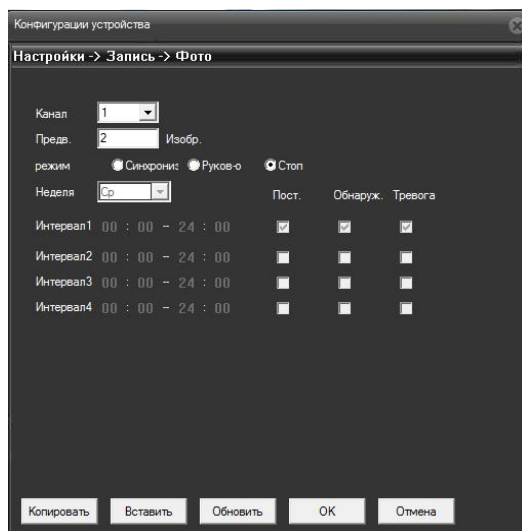 Конфигурации устройства
Настройки -> Запись -> Фото
Канал 1
Предв. 2 Изобр.
режим Синхрониз Руков-о Стоп
Неделя Ср Пост. Обнаруж. Тревога
Интервал1 00 : 00 - 24 : 00
Интервал2 00 : 00 - 24 : 00
Интервал3 00 : 00 - 24 : 00
Интервал4 00 : 00 - 24 : 00
Копировать Вставить Обновить OK Отмена